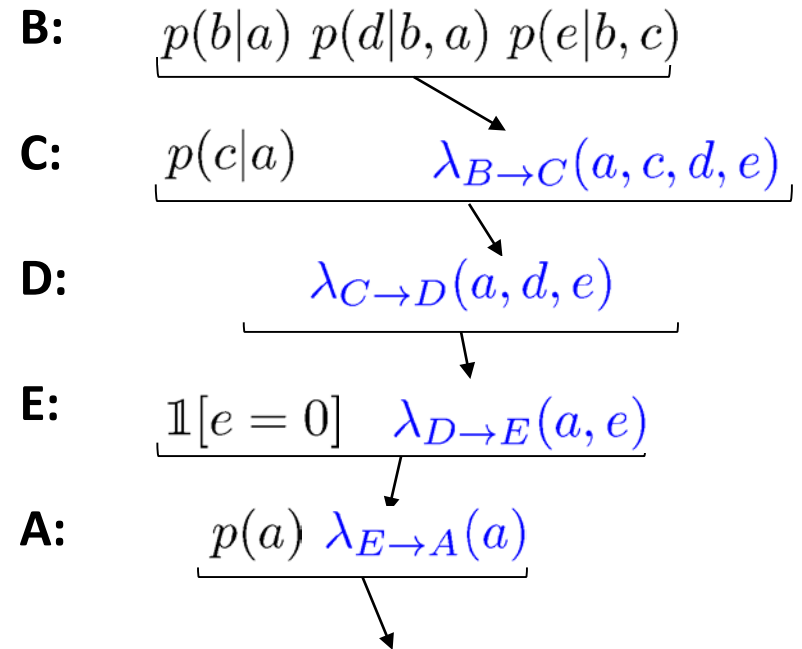 B: p(b|a) p(d|b, a) p(e|b, c)
C: p(c|a) λ_{B→C}(a, c, d, e)
D: λ_{C→D}(a, d, e)
E: 𝟙[e = 0] λ_{D→E}(a, e)
A: p(a) λ_{E→A}(a)